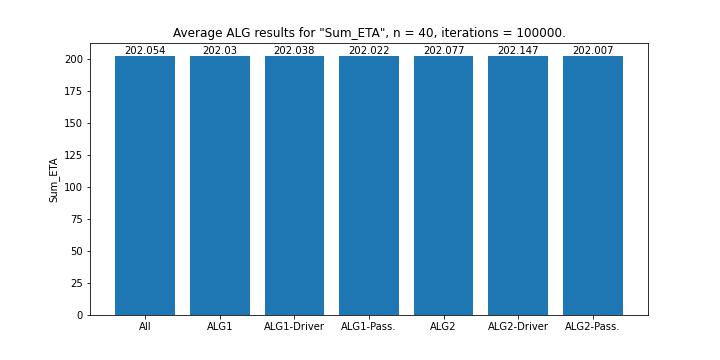 Average ALG results for "Sum_ETA", n = 40, iterations = 100000.
202.054 202.03 202.038 202.022 202.077 202.147 202.007
200
175
150
125
100
75
50
25
0
Sum_ETA
All ALG1 ALG1-Driver ALG1-Pass. ALG2 ALG2-Driver ALG2-Pass.